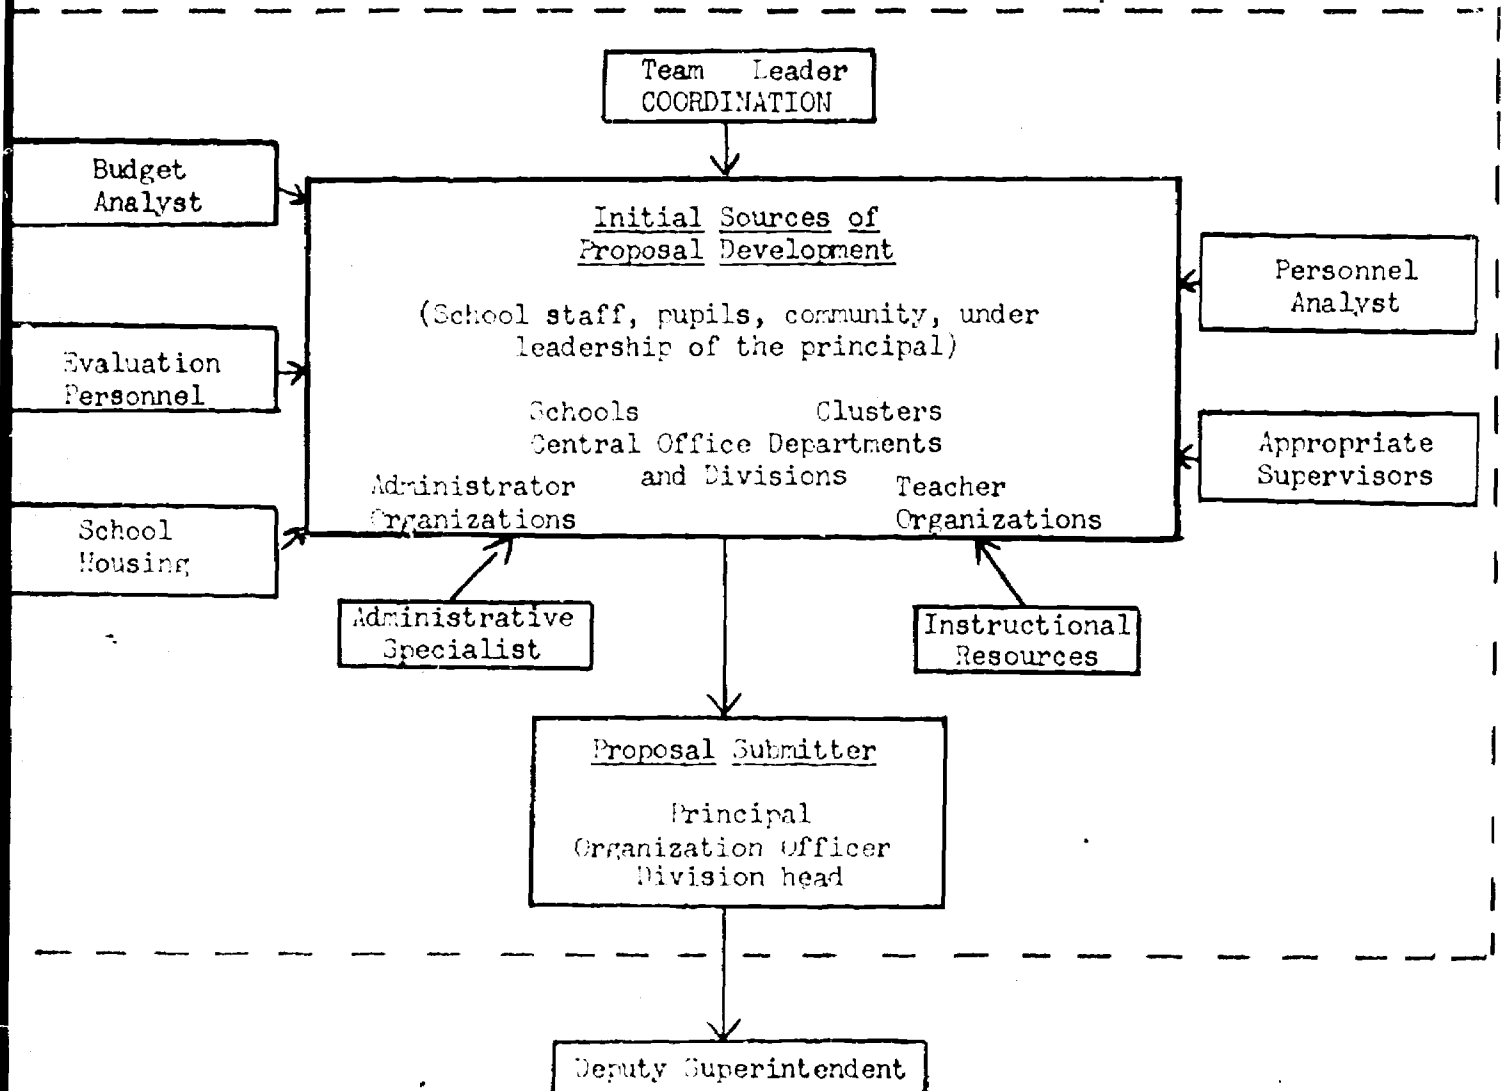 Team Leader
COORDINATION
Budget
Analyst
Initial Sources of
Proposal Development
Personnel
Analyst
(School staff, pupils, community, under
leadership of the principal)
Evaluation
Personnel
Schools Clusters
Central Office Departments
and Divisions
Administrator
Organizations
Teacher
Organizations
Appropriate
Supervisors
School
Housing
Administrative
Specialist
Instructional
Resources
Proposal Submitter
Principal
Organization Officer
Division head
Deputy Superintendent